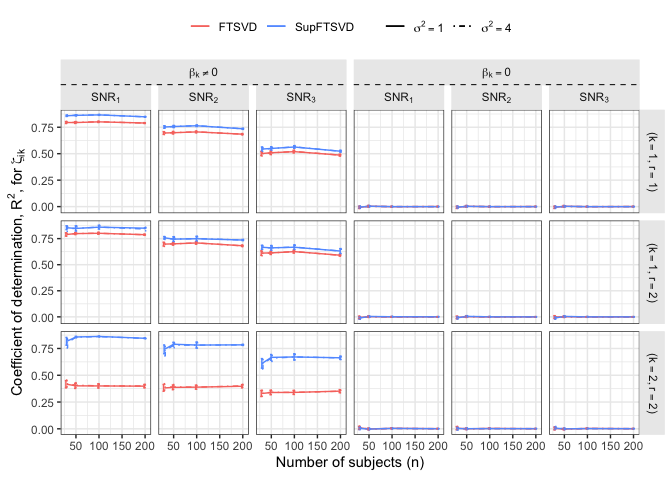 FTSVD SupFTSVD σ² = 1 σ² = 4
βₖ ≠ 0 βₖ = 0
SNR₁ SNR₂ SNR₃ SNR₁ SNR₂ SNR₃
Coefficient of determination, R², for ζᵢₖ
0.75
0.50
0.25
0.00
(k = 1, r = 1)
0.75
0.50
0.25
0.00
(k = 1, r = 2)
0.75
0.50
0.25
0.00
(k = 2, r = 2)
50 100 150 200 50 100 150 200 50 100 150 200 50 100 150 200 50 100 150 200 50 100 150 200
Number of subjects (n)